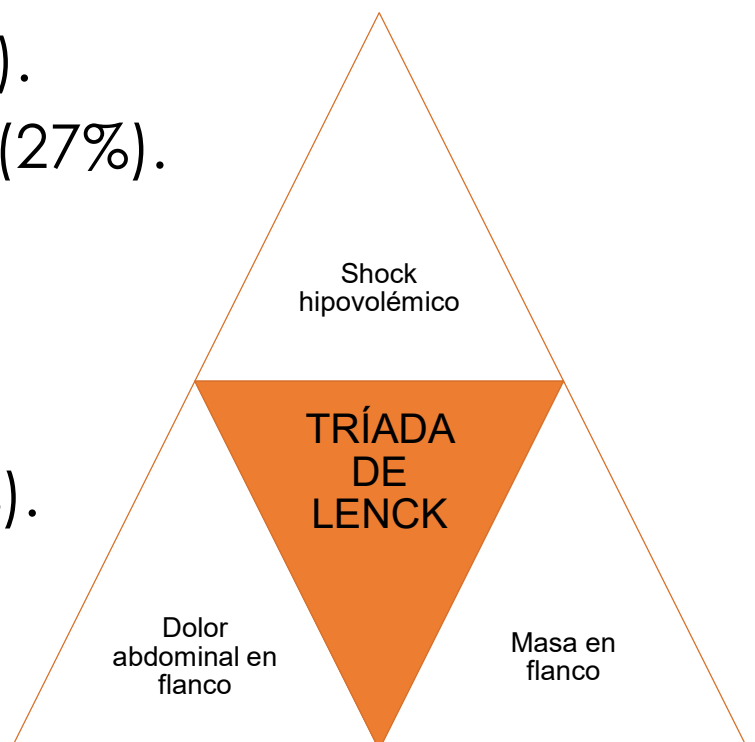 ).
(27%).
Shock
hipovolémico
TRÍADA
DE
LENCK
).
Dolor
abdominal en
flanco
Masa en
flanco